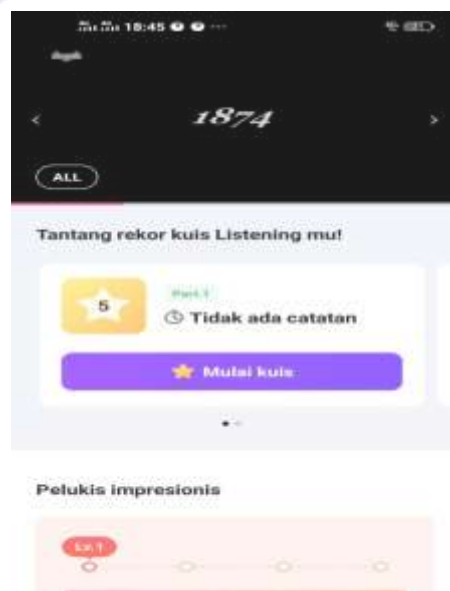 18:45
1874
ALL
Tantang rekor kuis Listening mu!
5
Part.1
Tidak ada catatan
Mulai kuis
Pelukis impresionis
Lv.1